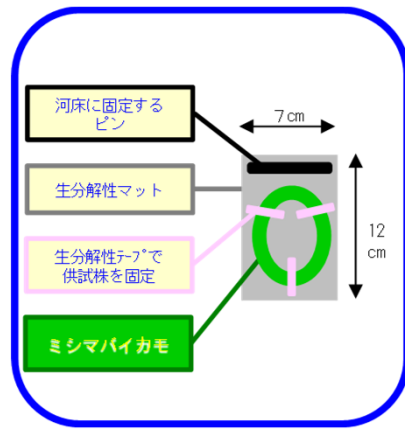 河床に固定する
ピン
7cm
生分解性マット
生分解性テープで
供試株を固定
12
cm
ミシマバイカモ